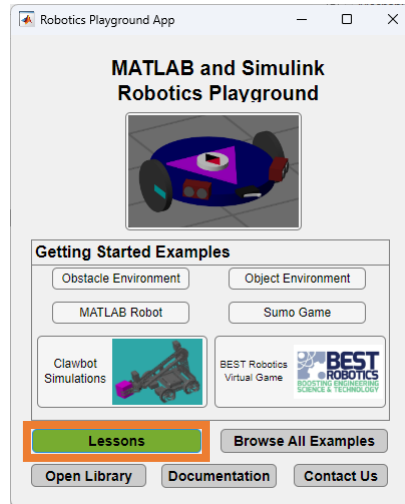 Robotics Playground App
MATLAB and Simulink
Robotics Playground
Getting Started Examples
Obstacle Environment
Object Environment
MATLAB Robot
Sumo Game
Clawbot
Simulations
BEST Robotics
Virtual Game
BEST
ROBOTICS
BOOSTING ENGINEERING
SCIENCE & TECHNOLOGY
Lessons
Browse All Examples
Open Library
Documentation
Contact Us